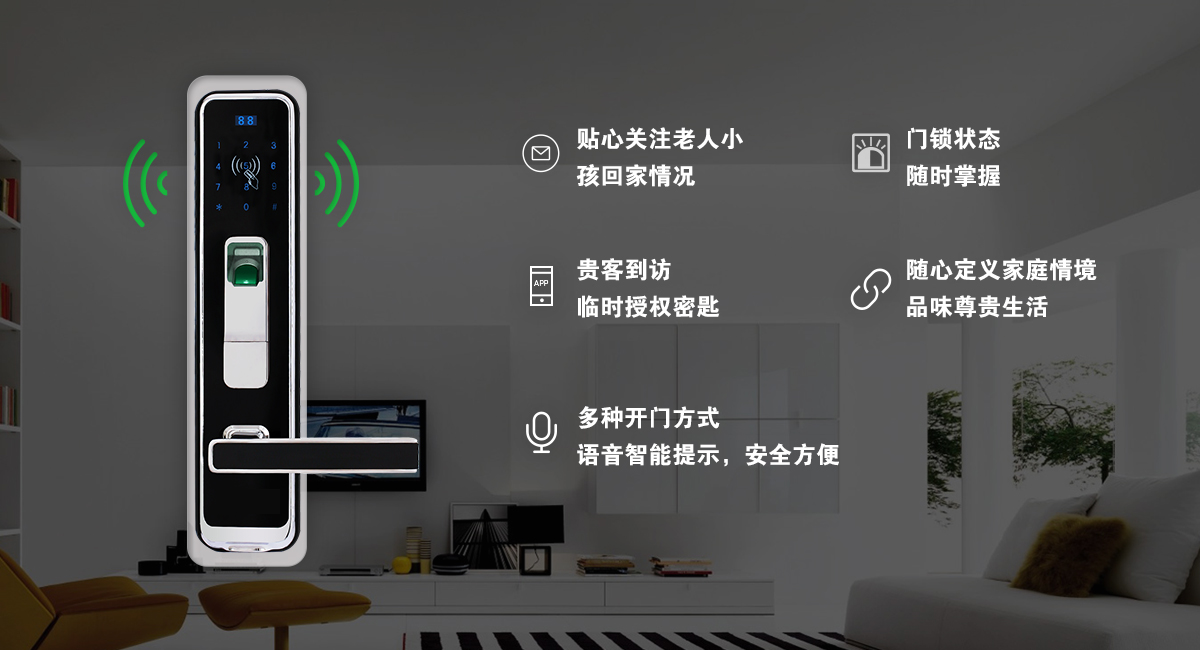 88
1 2 3
4 5 6
7 8 9
* 0 #
贴心关注老人小
孩回家情况
门锁状态
随时掌握
APP
贵客到访
临时授权密匙
随心定义家庭情境
品味尊贵生活
多种开门方式
语音智能提示，安全方便